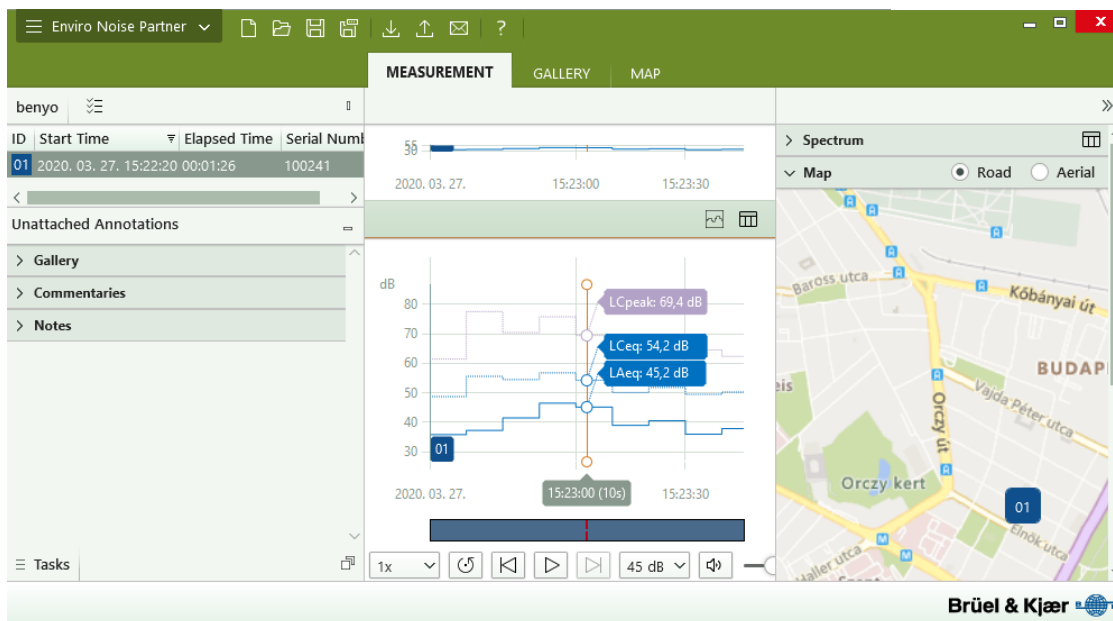 Enviro Noise Partner
?
MEASUREMENT GALLERY MAP
benyo
ID Start Time Elapsed Time Serial Numb
01 2020. 03. 27. 15:22:20 00:01:26 100241
Unattached Annotations
Gallery
Commentaries
Notes
Tasks
2020. 03. 27. 15:23:00 15:23:30
dB
80
70
60
50
40
30
LCpeak: 69,4 dB
LCeq: 54,2 dB
LAeq: 45,2 dB
01
2020. 03. 27. 15:23:00 (10s) 15:23:30
1x 45 dB
Spectrum
Map Road Aerial
Baross utca
Kőbányai út
BUDAP
eis
Vajda Péter utca
Orczy út
Orczy kert
01
Elnök utca
Haller utca
Brüel & Kjær